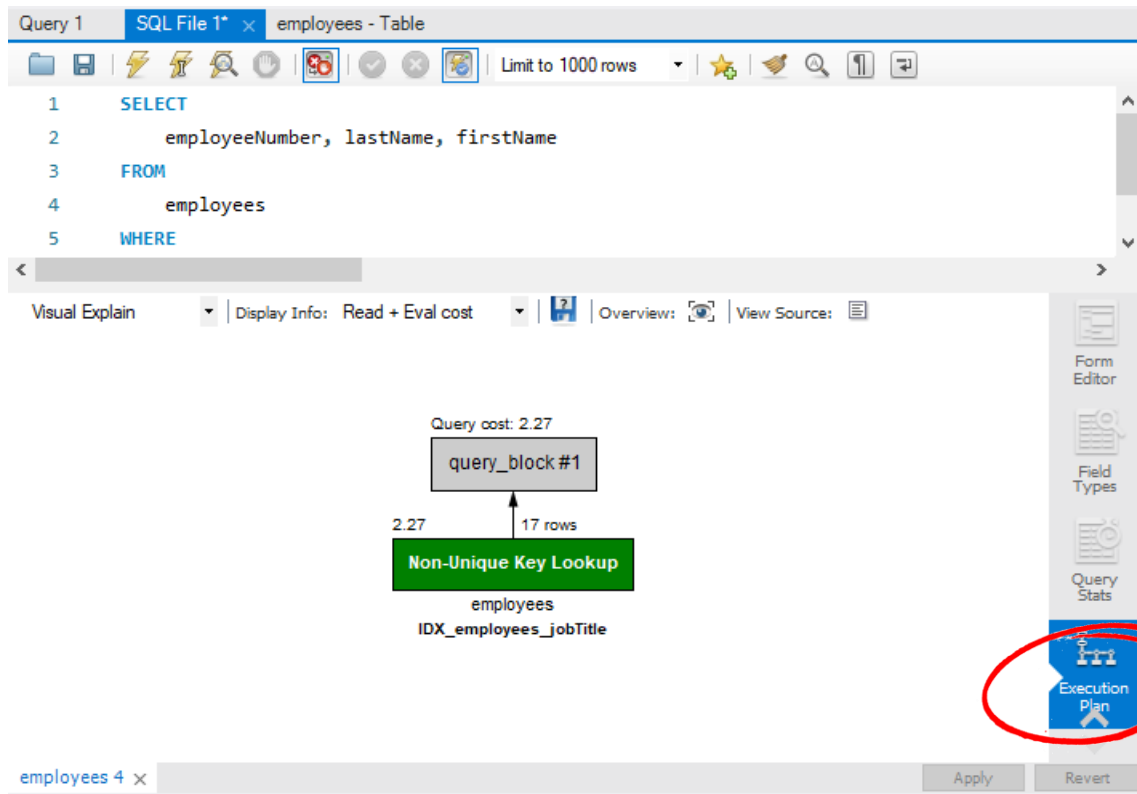 Query 1 SQL File 1* × employees - Table
Limit to 1000 rows
1 SELECT
2 employeeNumber, lastName, firstName
3 FROM
4 employees
5 WHERE
Visual Explain Display Info: Read + Eval cost Overview: View Source:
Form
Editor
Query cost: 2.27
query_block #1
Field
Types
2.27 17 rows
Non-Unique Key Lookup
employees
IDX_employees_jobTitle
Query
Stats
Execution
Plan
employees 4 × Apply Revert